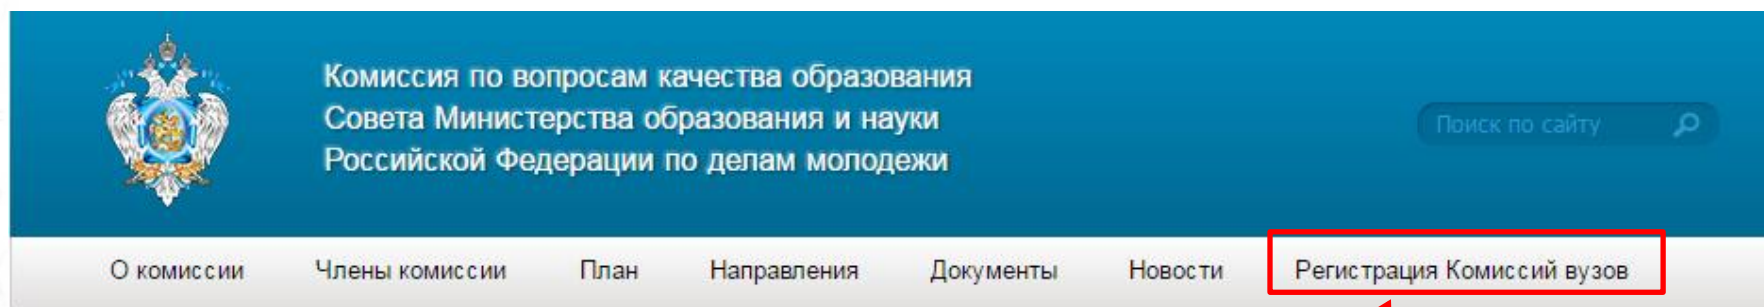 Комиссия по вопросам качества образования
Совета Министерства образования и науки
Российской Федерации по делам молодежи
Поиск по сайту
О комиссии Члены комиссии План Направления Документы Новости Регистрация Комиссий вузов